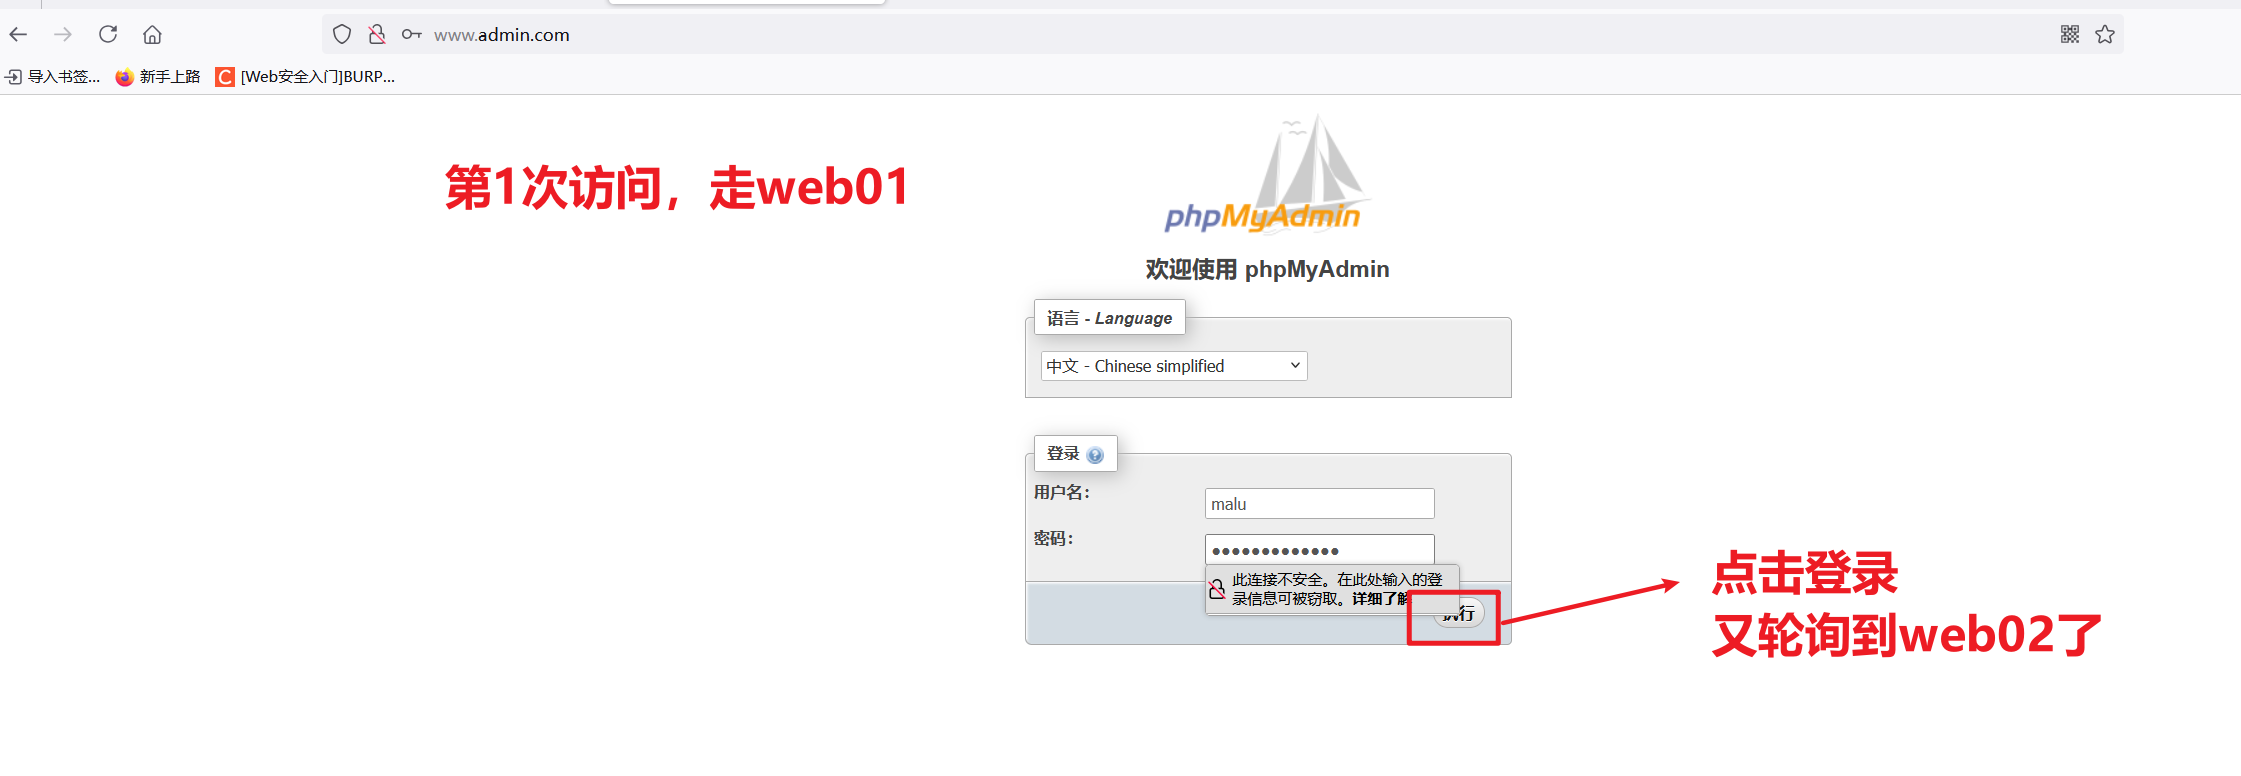 www.admin.com
导入书签...
新手上路
[Web安全入门]BURP...
第1次访问，走web01
phpMyAdmin
欢迎使用 phpMyAdmin
语言 - Language
中文 - Chinese simplified
登录
用户名：
malu
密码：
此连接不安全。在此处输入的登
录信息可被窃取。详细了解
执行
点击登录
又轮询到web02了